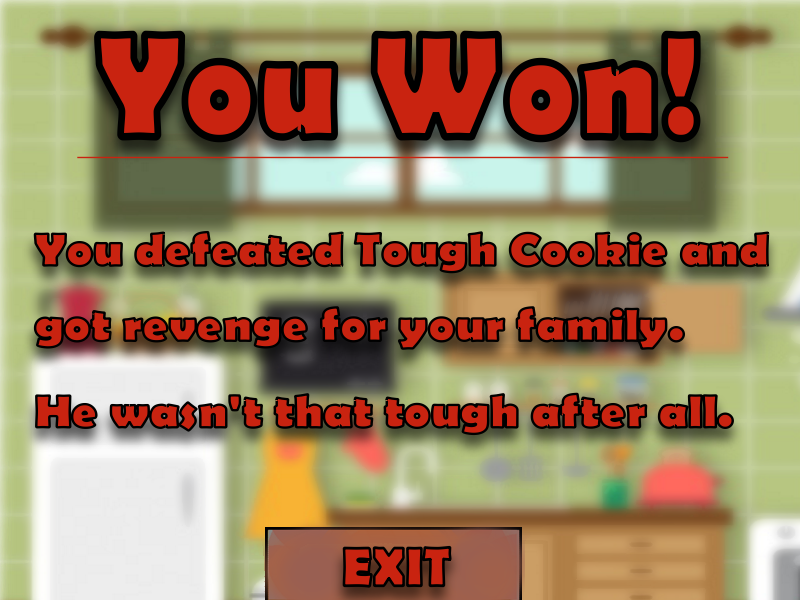 You Won!
You defeated Tough Cookie and
got revenge for your family.
He wasn't that tough after all.
EXIT